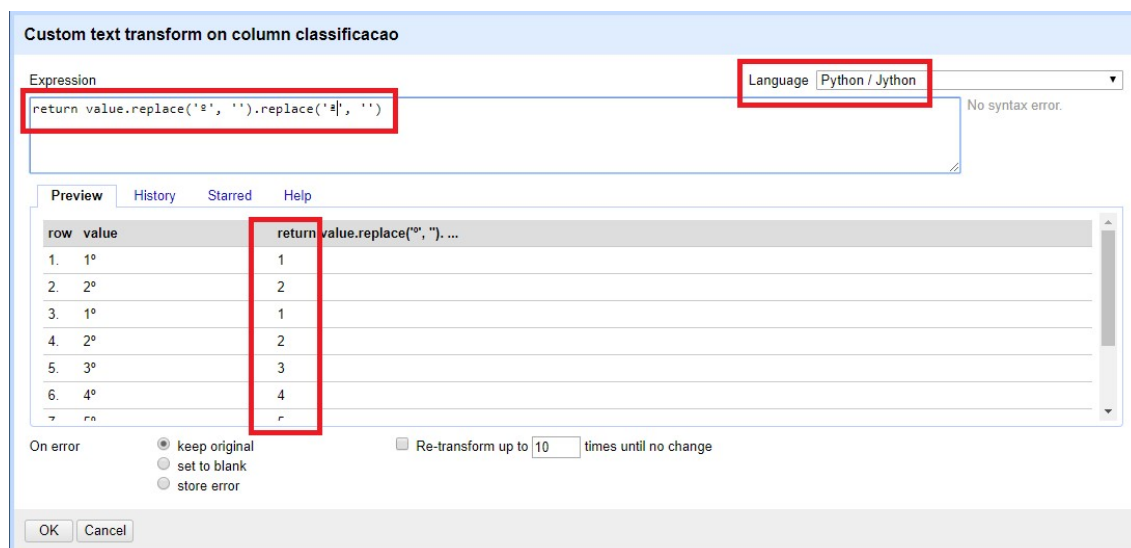 Custom text transform on column classificacao
Expression
Language Python / Jython
return value.replace('º', '').replace('ª', '')
No syntax error.
Preview History Starred Help
row value return value.replace('º', ''). ...
1. 1º 1
2. 2º 2
3. 1º 1
4. 2º 2
5. 3º 3
6. 4º 4
7. 5º 5
On error keep original Re-transform up to 10 times until no change
set to blank
store error
OK Cancel